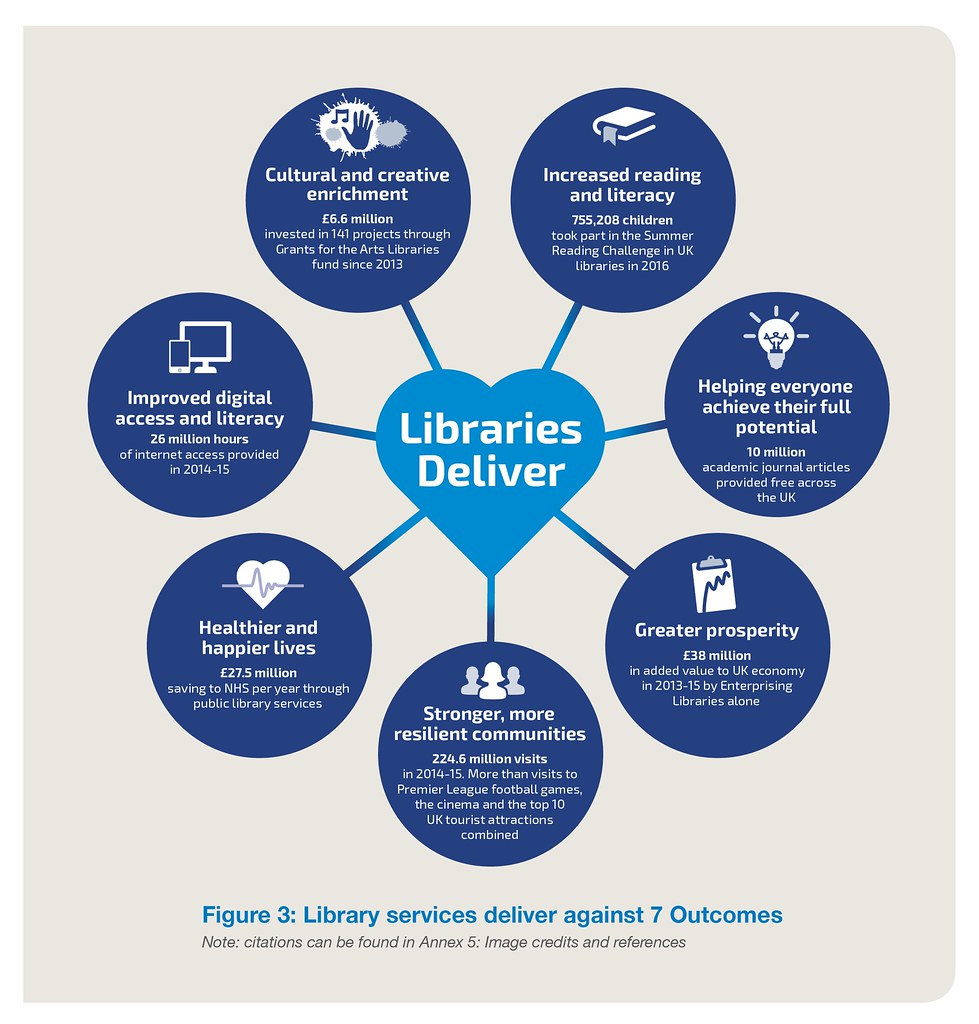 Cultural and creative
enrichment
£6.6 million
invested in 141 projects through
Grants for the Arts Libraries
fund since 2013
Increased reading
and literacy
755,208 children
took part in the Summer
Reading Challenge in UK
libraries in 2016
Improved digital
access and literacy
26 million hours
of internet access provided
in 2014-15
Libraries
Deliver
Helping everyone
achieve their full
potential
10 million
academic journal articles
provided free across
the UK
Healthier and
happier lives
£27.5 million
saving to NHS per year through
public library services
Greater prosperity
£38 million
in added value to UK economy
in 2013-15 by Enterprising
Libraries alone
Stronger, more
resilient communities
224.6 million visits
in 2014-15. More than visits to
Premier League football games,
the cinema and the top 10
UK tourist attractions
combined
Figure 3: Library services deliver against 7 Outcomes
Note: citations can be found in Annex 5: Image credits and references